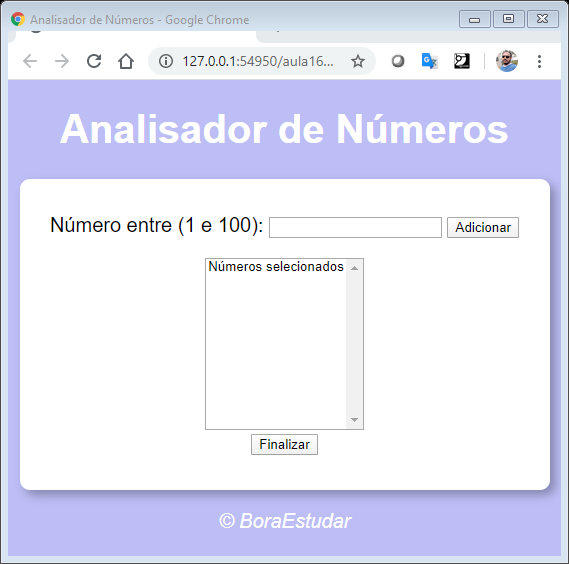 Analisador de Números - Google Chrome
127.0.0.1:54950/aula16...
Analisador de Números
Número entre (1 e 100):
Adicionar
Números selecionados
Finalizar
© BoraEstudar